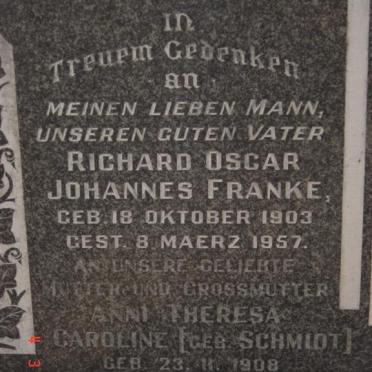 In
Treuem Gedenken
an
MEINEN LIEBEN MANN,
UNSEREN GUTEN VATER
RICHARD OSCAR
JOHANNES FRANKE,
GEB. 18 OKTOBER 1903
GEST. 8 MAERZ 1957.
AN UNSERE GELIEBTE
MUTTER UND GROSSMUTTER
ANNI THERESA
CAROLINE [GEB. SCHMIDT]
GEB. 23. 11. 1908